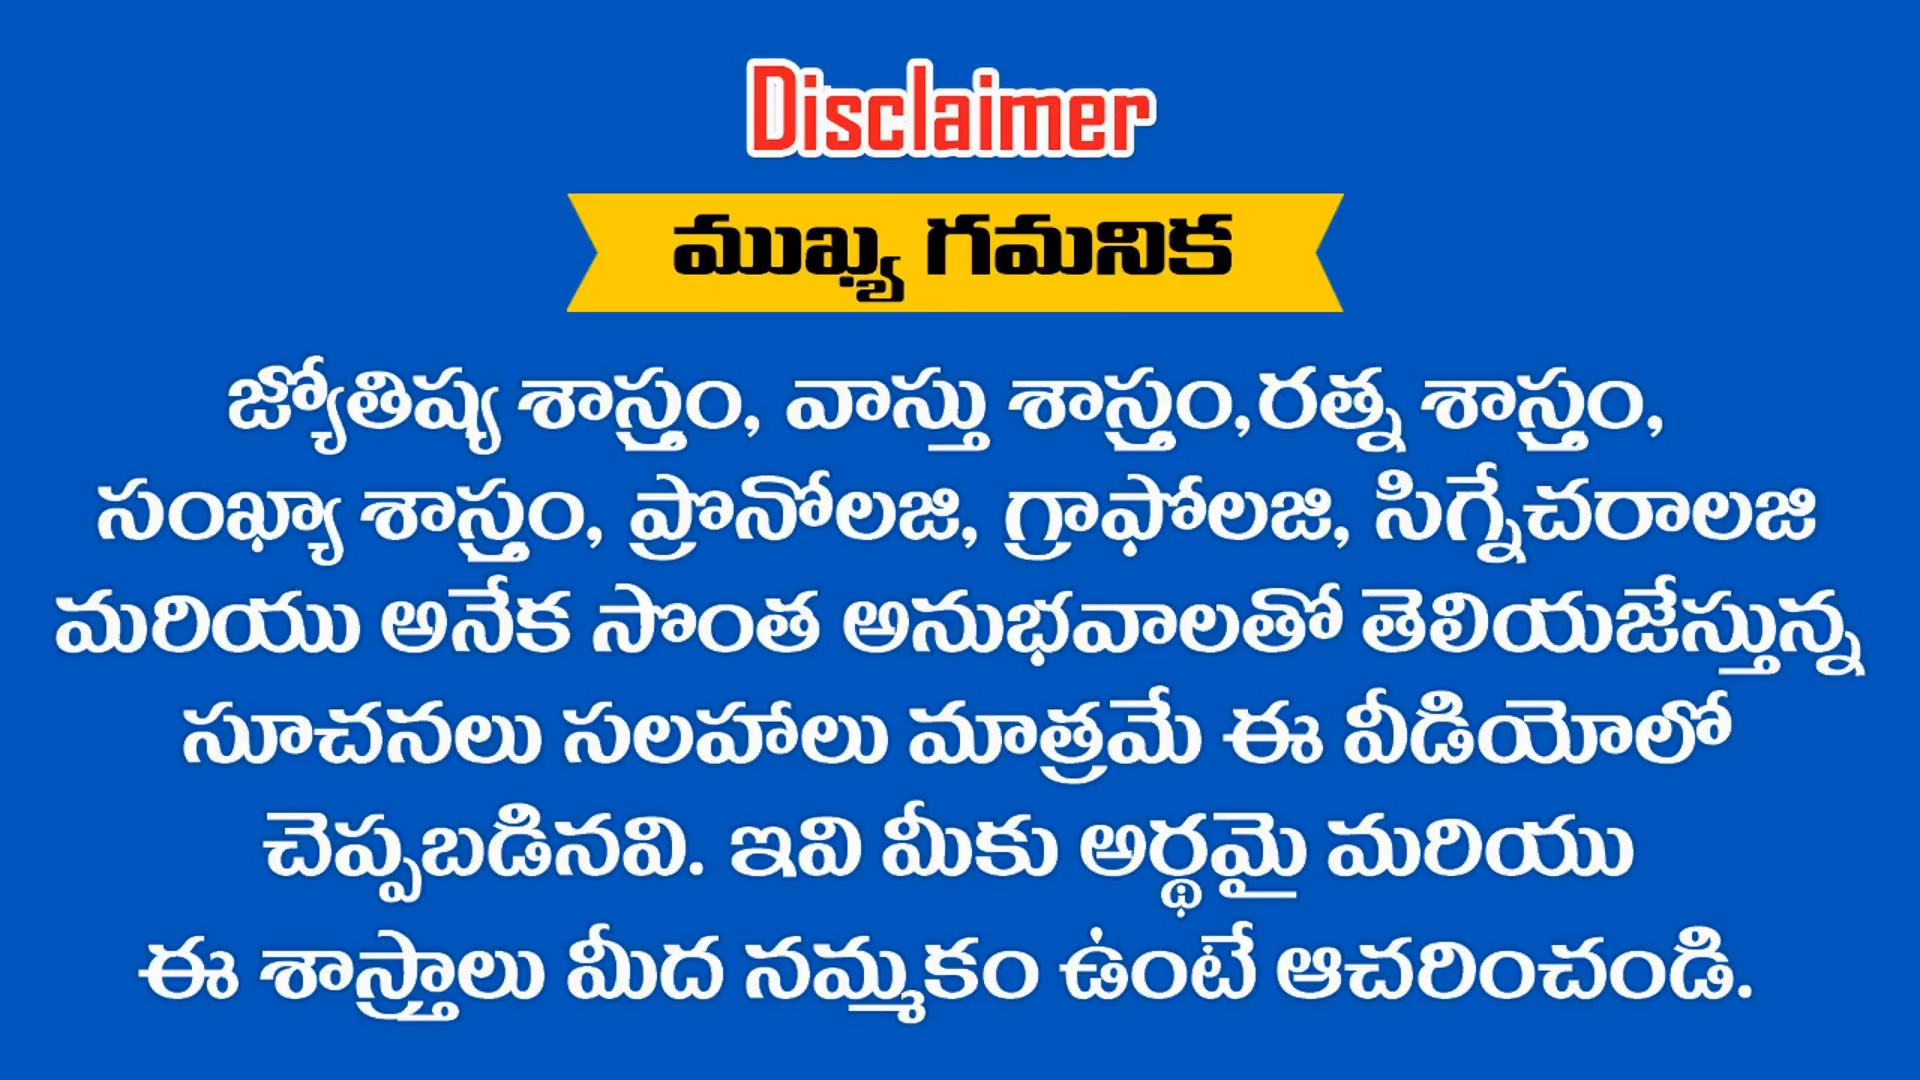 Disclaimer
ముఖ్య గమనిక
జ్యోతిష్య శాస్త్రం, వాస్తు శాస్త్రం,రత్న శాస్త్రం,
సంఖ్యా శాస్త్రం, ప్రొనోలజి, గ్రాఫోలజి, సిగ్నేచరాలజి
మరియు అనేక సొంత అనుభవాలతో తెలియజేస్తున్న
సూచనలు సలహాలు మాత్రమే ఈ వీడియోలో
చెప్పబడినవి. ఇవి మీకు అర్థమై మరియు
ఈ శాస్త్రాలు మీద నమ్మకం ఉంటే ఆచరించండి.